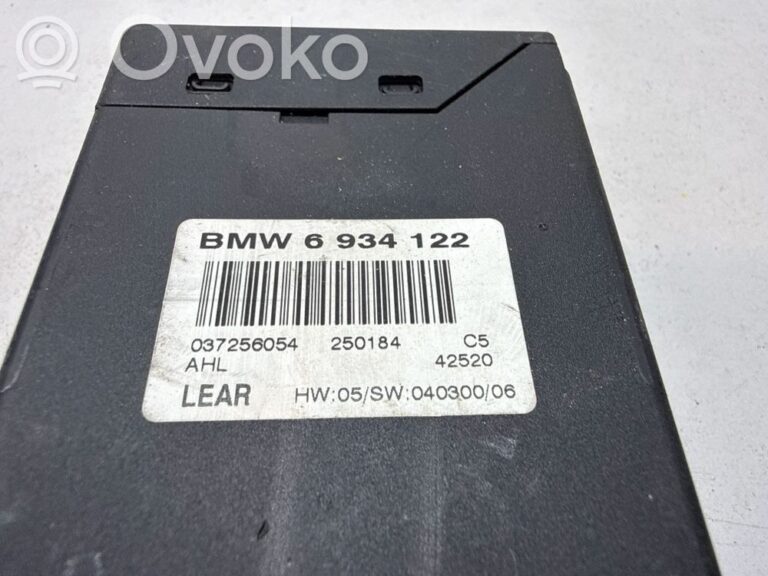 Ovoko
BMW 6 934 122
037256054 250184 C5
AHL 42520
LEAR HW:05/SW:040300/06